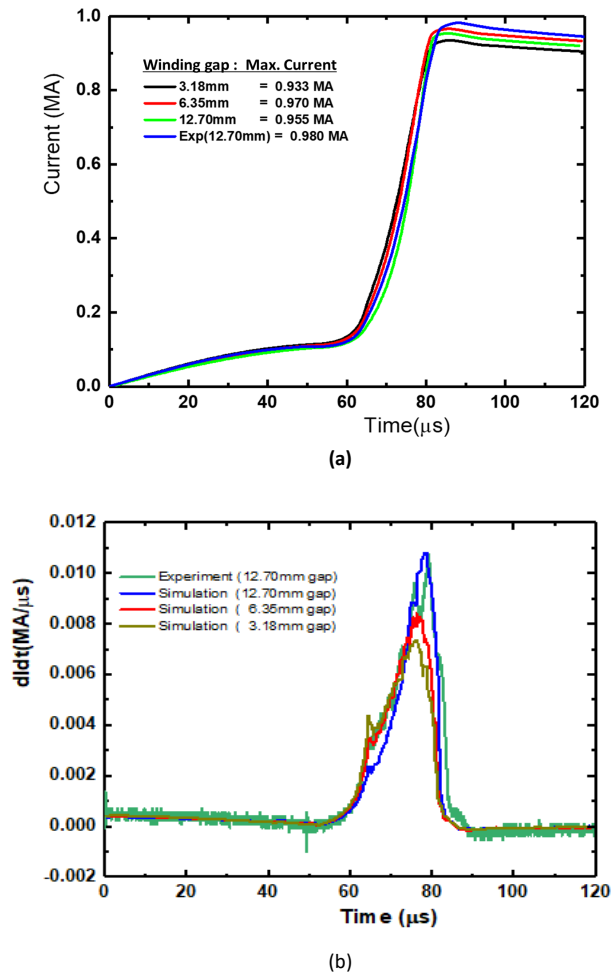 (a)
1.0
0.8
0.6
0.4
0.2
0.0
Current (MA)
Winding gap : Max. Current
3.18mm = 0.933 MA
6.35mm = 0.970 MA
12.70mm = 0.955 MA
Exp(12.70mm) = 0.980 MA
0 20 40 60 80 100 120
Time(μs)
(a)
0.012
0.010
0.008
0.006
0.004
0.002
0.000
-0.002
dIdt(MA/μs)
Experiment (12.70mm gap)
Simulation (12.70mm gap)
Simulation ( 6.35mm gap)
Simulation ( 3.18mm gap)
0 20 40 60 80 100 120
Time (μs)
(b)